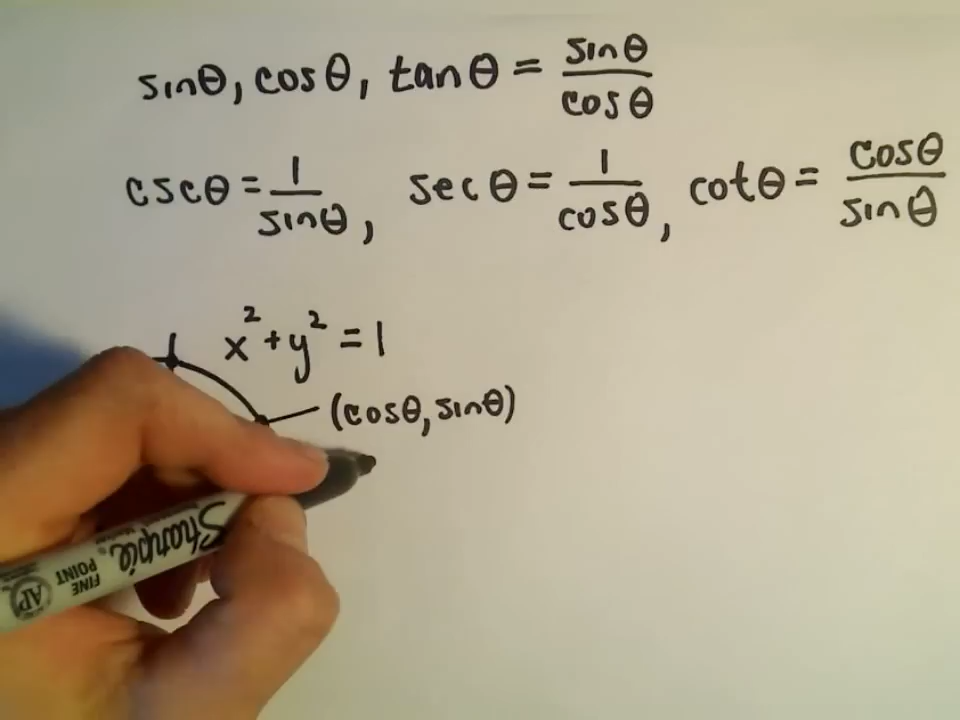 sinθ, cosθ, tanθ = sinθ/cosθ
cscθ = 1/sinθ, secθ = 1/cosθ, cotθ = cosθ/sinθ
x² + y² = 1
(cosθ, sinθ)
Sharpie.
FINE POINT
AP